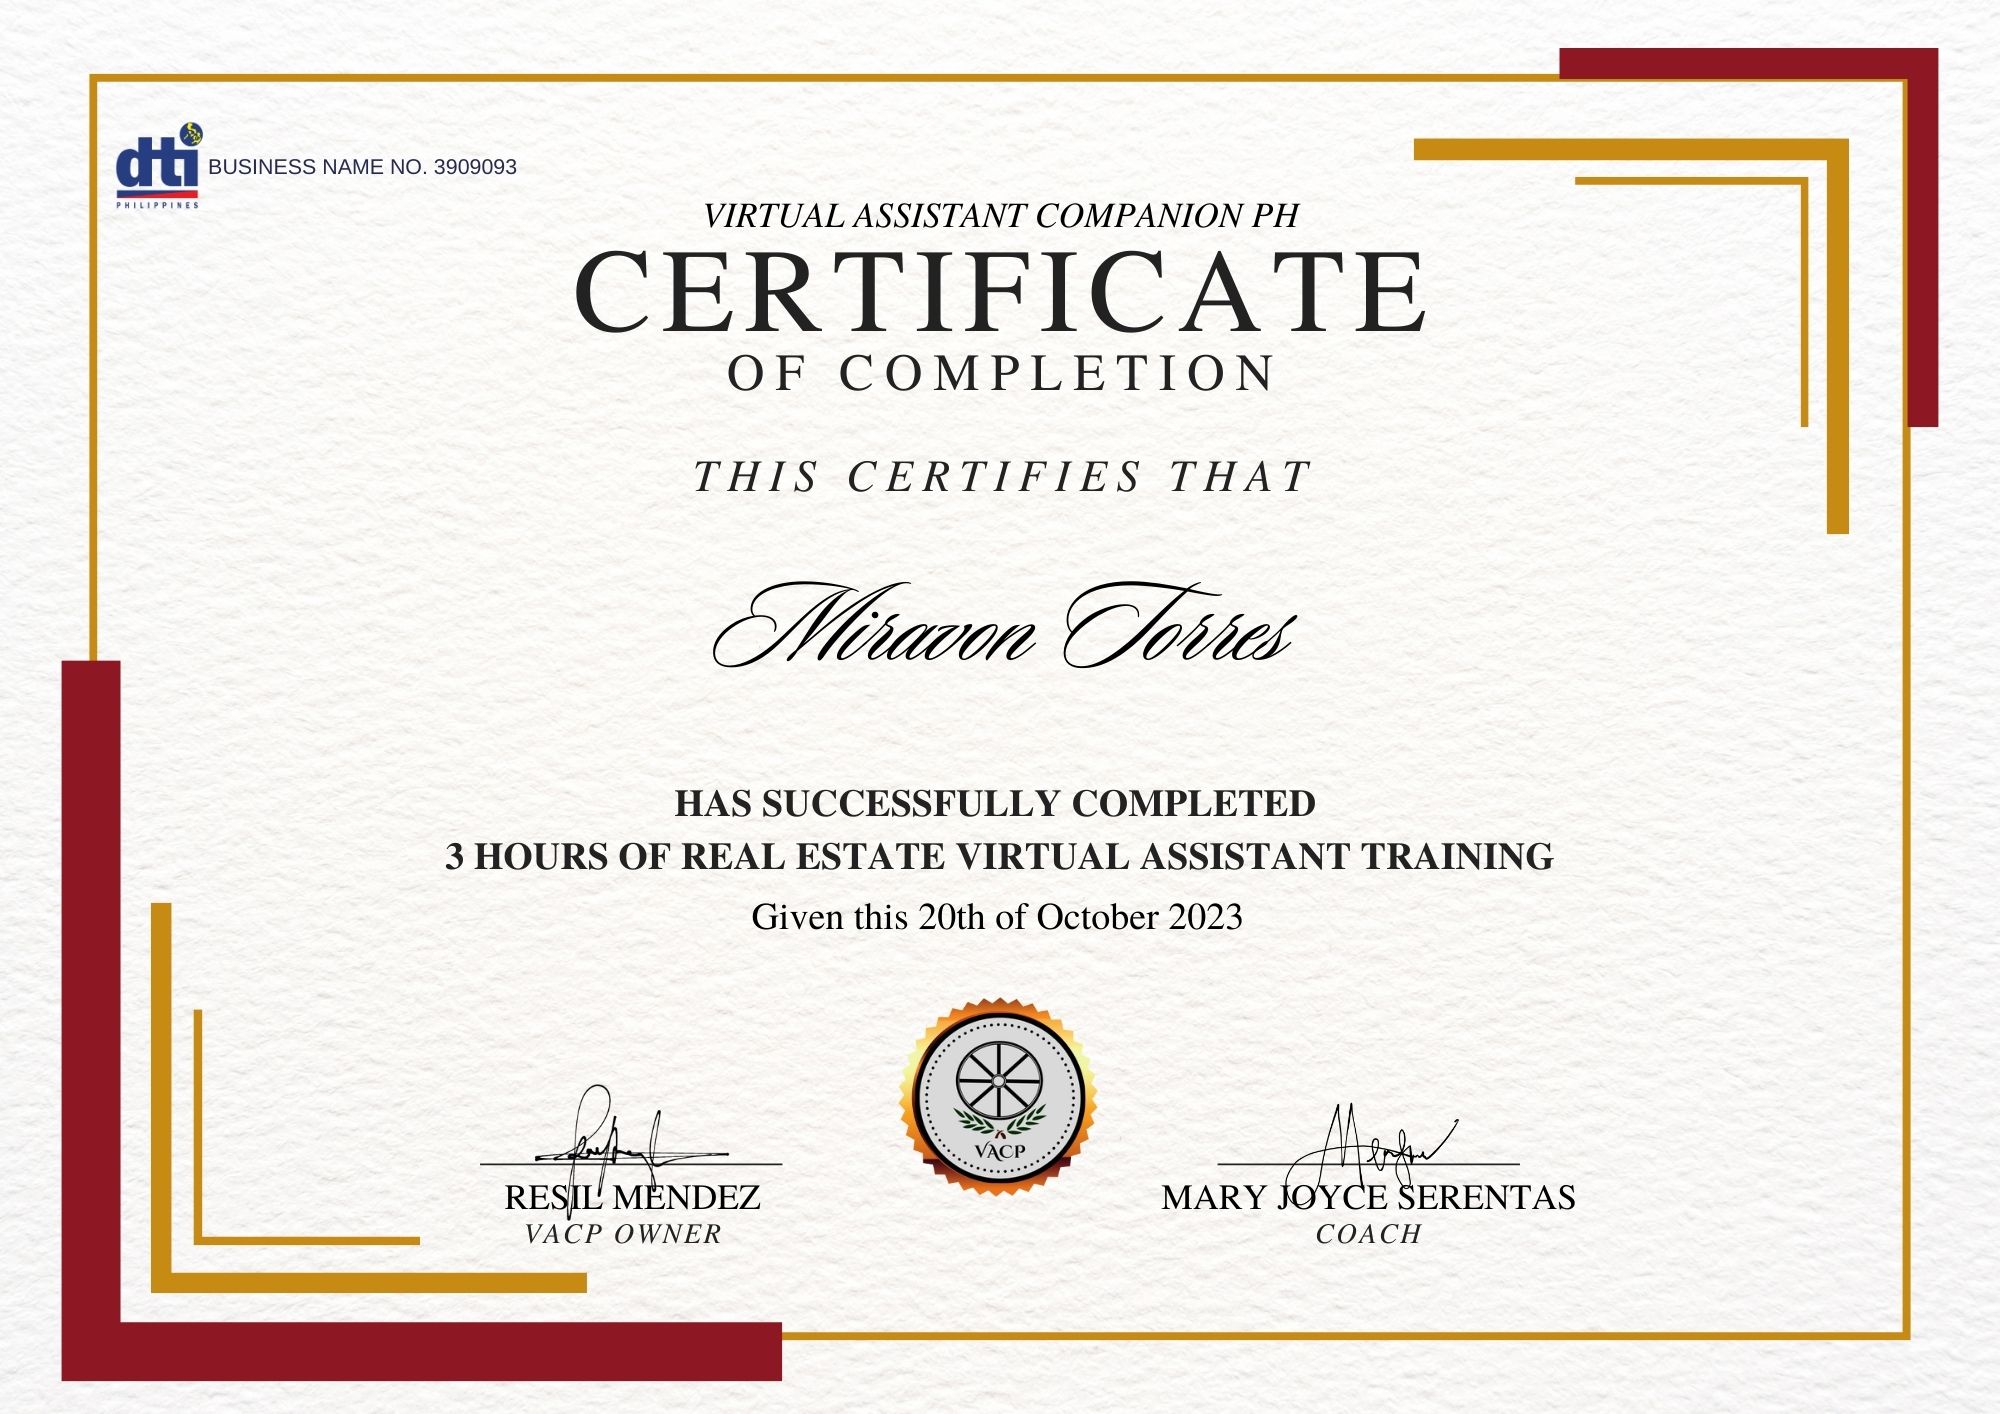 dti
PHILIPPINES
BUSINESS NAME NO. 3909093
VIRTUAL ASSISTANT COMPANION PH
CERTIFICATE
OF COMPLETION
THIS CERTIFIES THAT
Miravon Torres
HAS SUCCESSFULLY COMPLETED
3 HOURS OF REAL ESTATE VIRTUAL ASSISTANT TRAINING
Given this 20th of October 2023
VACP
RESIL MENDEZ
VACP OWNER
MARY JOYCE SERENTAS
COACH